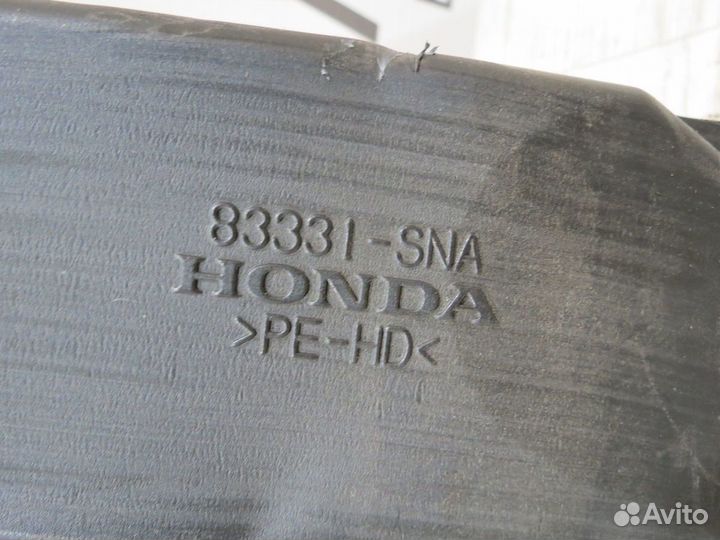 83331-SNA
HONDA
>PE-HD<
Avito